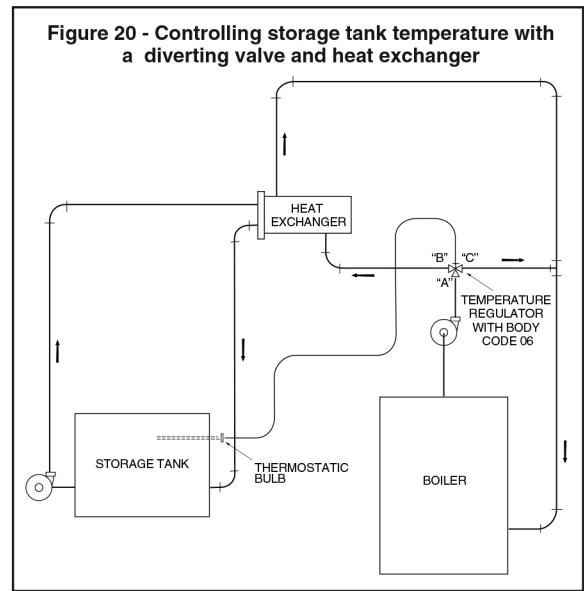 Figure 20 - Controlling storage tank temperature with
a diverting valve and heat exchanger
HEAT
EXCHANGER
“B”
“C”
“A”
TEMPERATURE
REGULATOR
WITH BODY
CODE 06
STORAGE TANK
THERMOSTATIC
BULB
BOILER